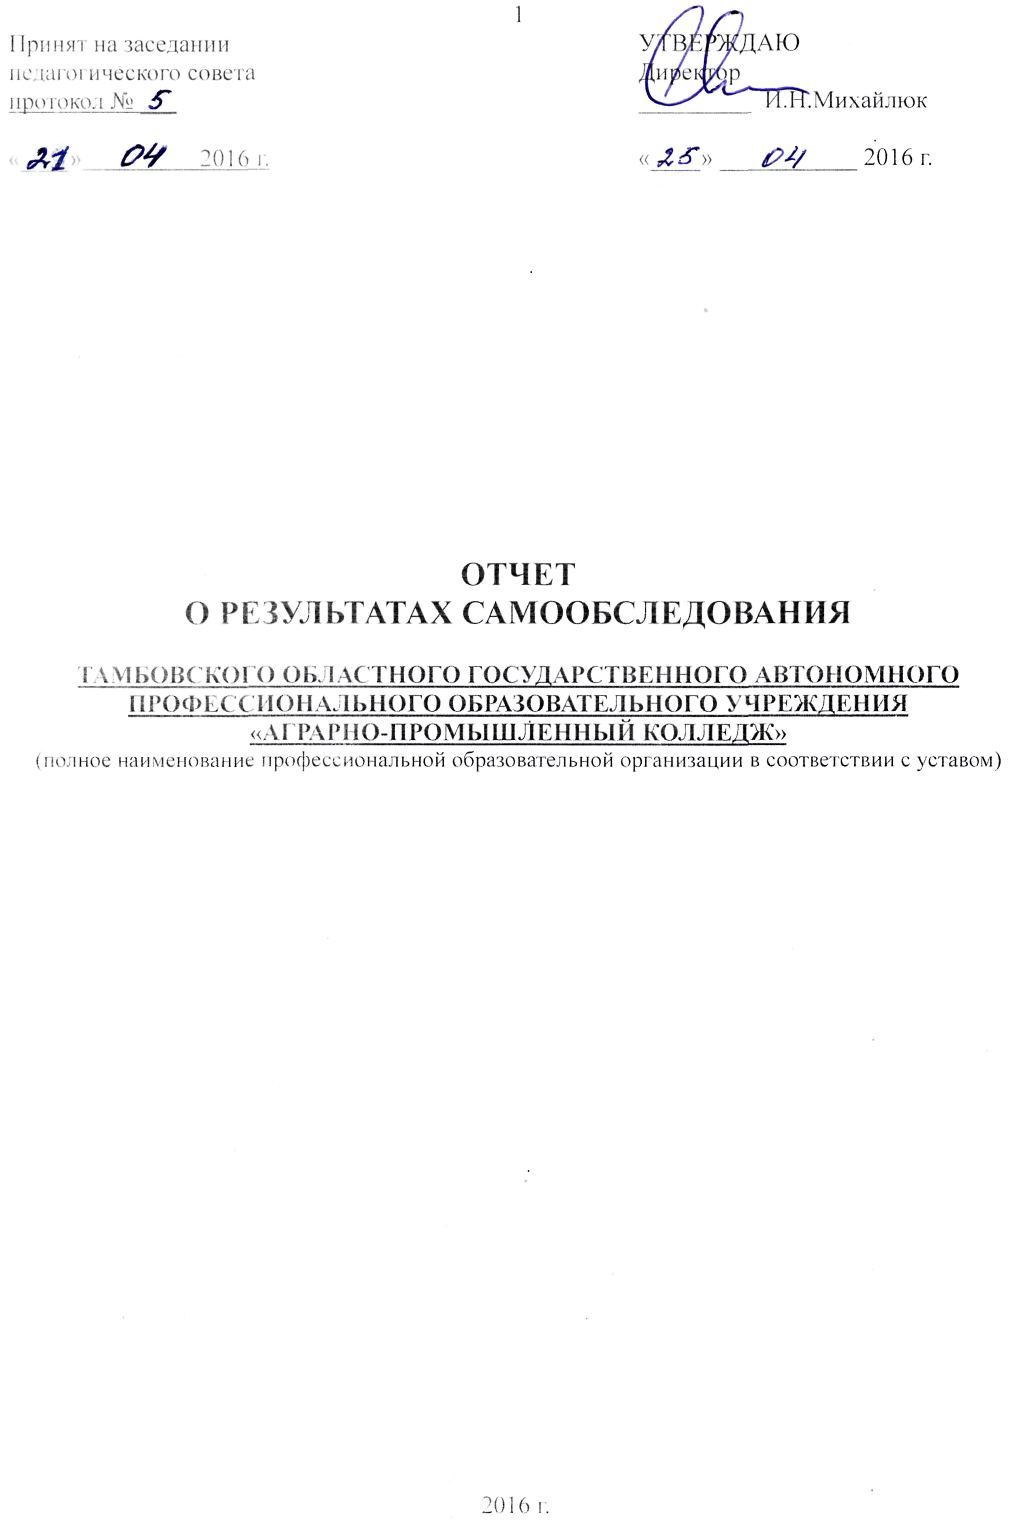 1
Принят на заседании
педагогического совета
протокол № 5
« 21 » 04 2016 г.
УТВЕРЖДАЮ
Директор
И.Н.Михайлюк
« 25 » 04 2016 г.
ОТЧЕТ
О РЕЗУЛЬТАТАХ САМООБСЛЕДОВАНИЯ
ТАМБОВСКОГО ОБЛАСТНОГО ГОСУДАРСТВЕННОГО АВТОНОМНОГО
ПРОФЕССИОНАЛЬНОГО ОБРАЗОВАТЕЛЬНОГО УЧРЕЖДЕНИЯ
«АГРАРНО-ПРОМЫШЛЕННЫЙ КОЛЛЕДЖ»
(полное наименование профессиональной образовательной организации в соответствии с уставом)
2016 г.